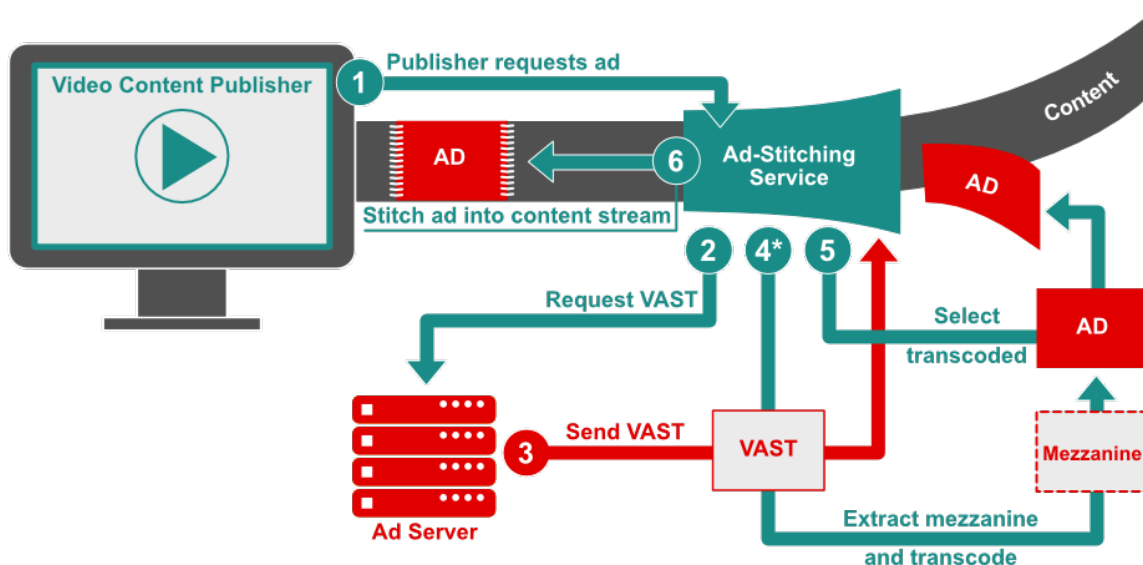 Video Content Publisher
1
Publisher requests ad
Content
AD
6
Ad-Stitching
Service
AD
Stitch ad into content stream
2
4*
5
Request VAST
Select
transcoded
AD
3
Send VAST
VAST
Mezzanine
Ad Server
Extract mezzanine
and transcode